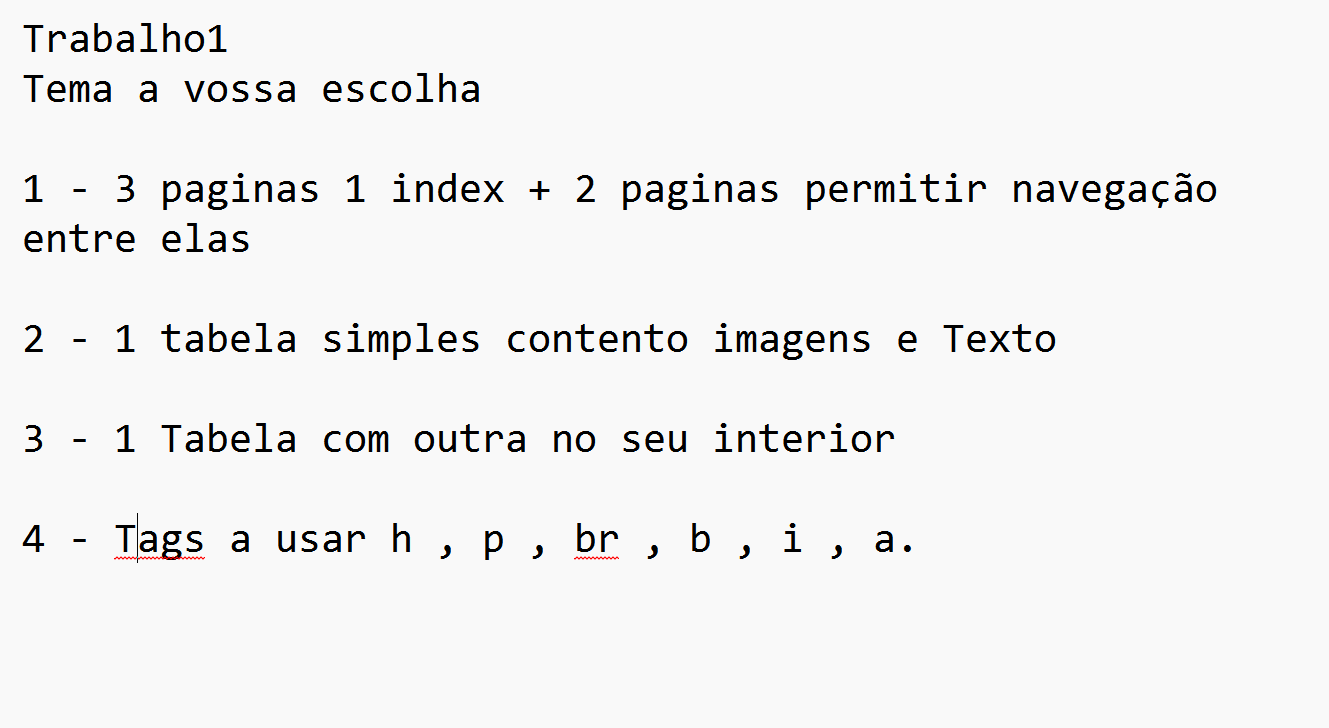 Trabalho1
Tema a vossa escolha
1 - 3 paginas 1 index + 2 paginas permitir navegação
entre elas
2 - 1 tabela simples contento imagens e Texto
3 - 1 Tabela com outra no seu interior
4 - Tags a usar h , p , br , b , i , a.